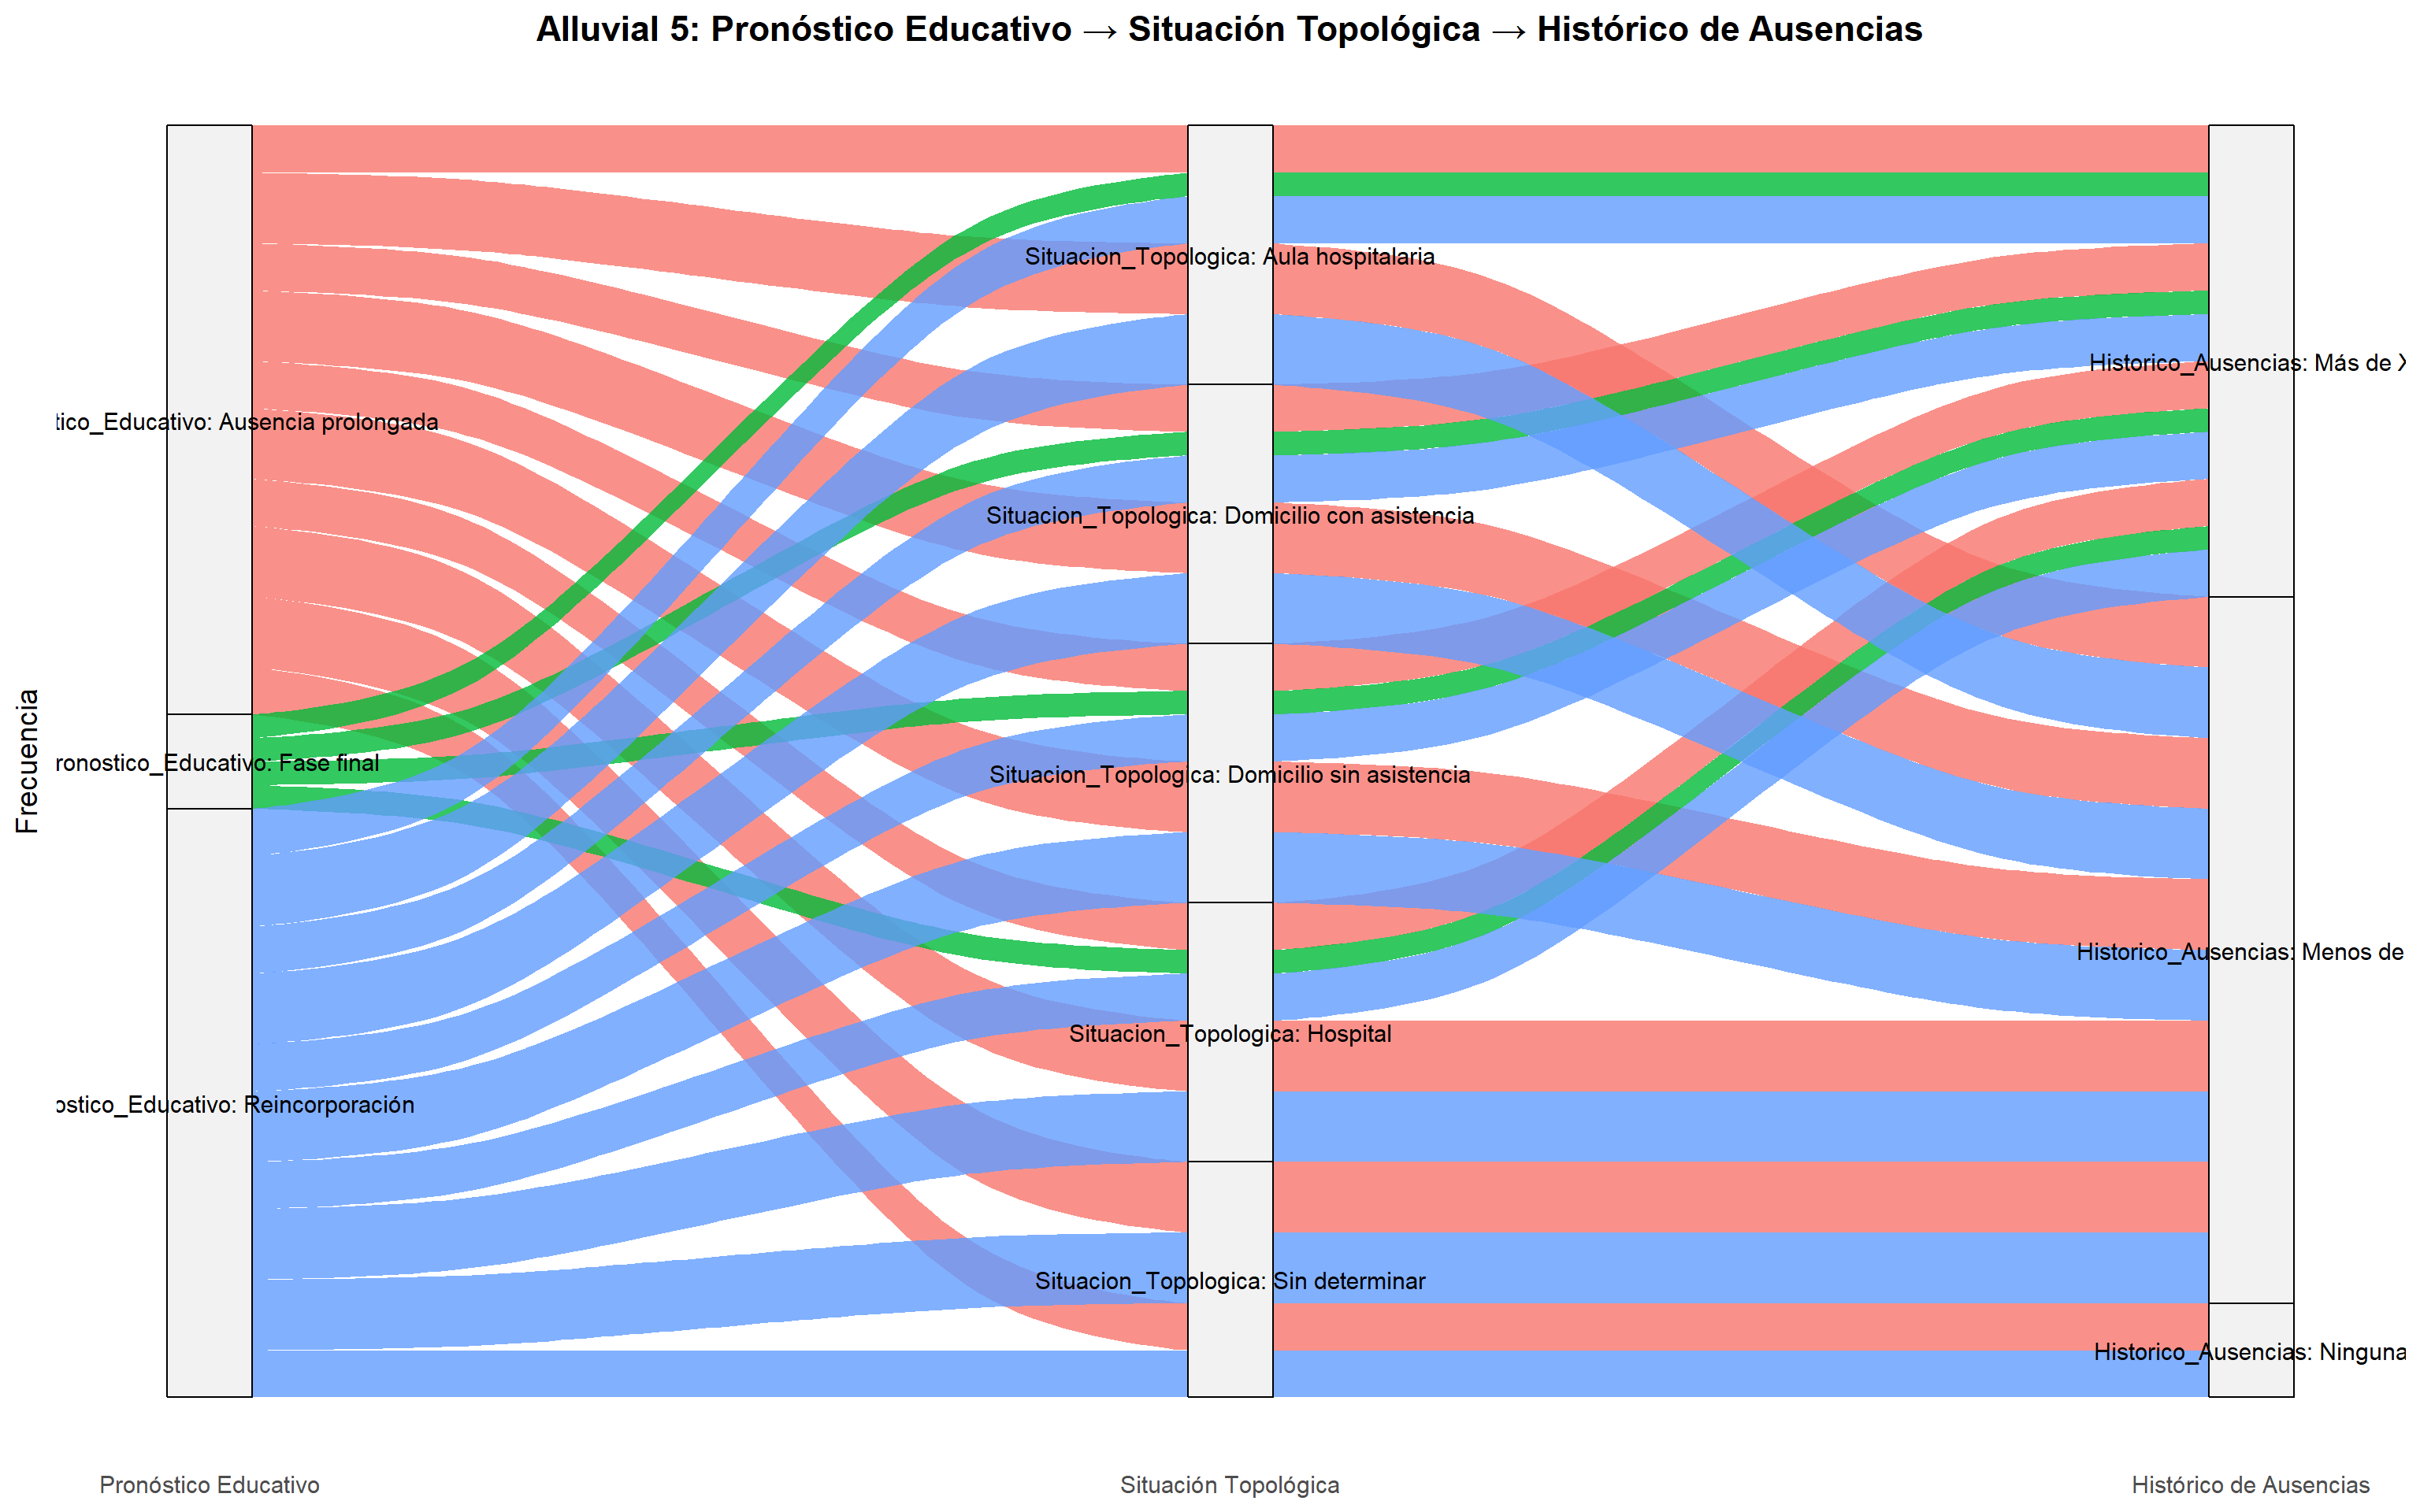 Alluvial 5: Pronóstico Educativo → Situación Topológica → Histórico de Ausencias
Situacion_Topologica: Aula hospitalaria
Historico_Ausencias: Más de X
tico_Educativo: Ausencia prolongada
Situacion_Topologica: Domicilio con asistencia
Frecuencia
ronostico_Educativo: Fase final
Situacion_Topologica: Domicilio sin asistencia
Historico_Ausencias: Menos de
Situacion_Topologica: Hospital
ostico_Educativo: Reincorporación
Situacion_Topologica: Sin determinar
Historico_Ausencias: Ninguna
Pronóstico Educativo
Situación Topológica
Histórico de Ausencias